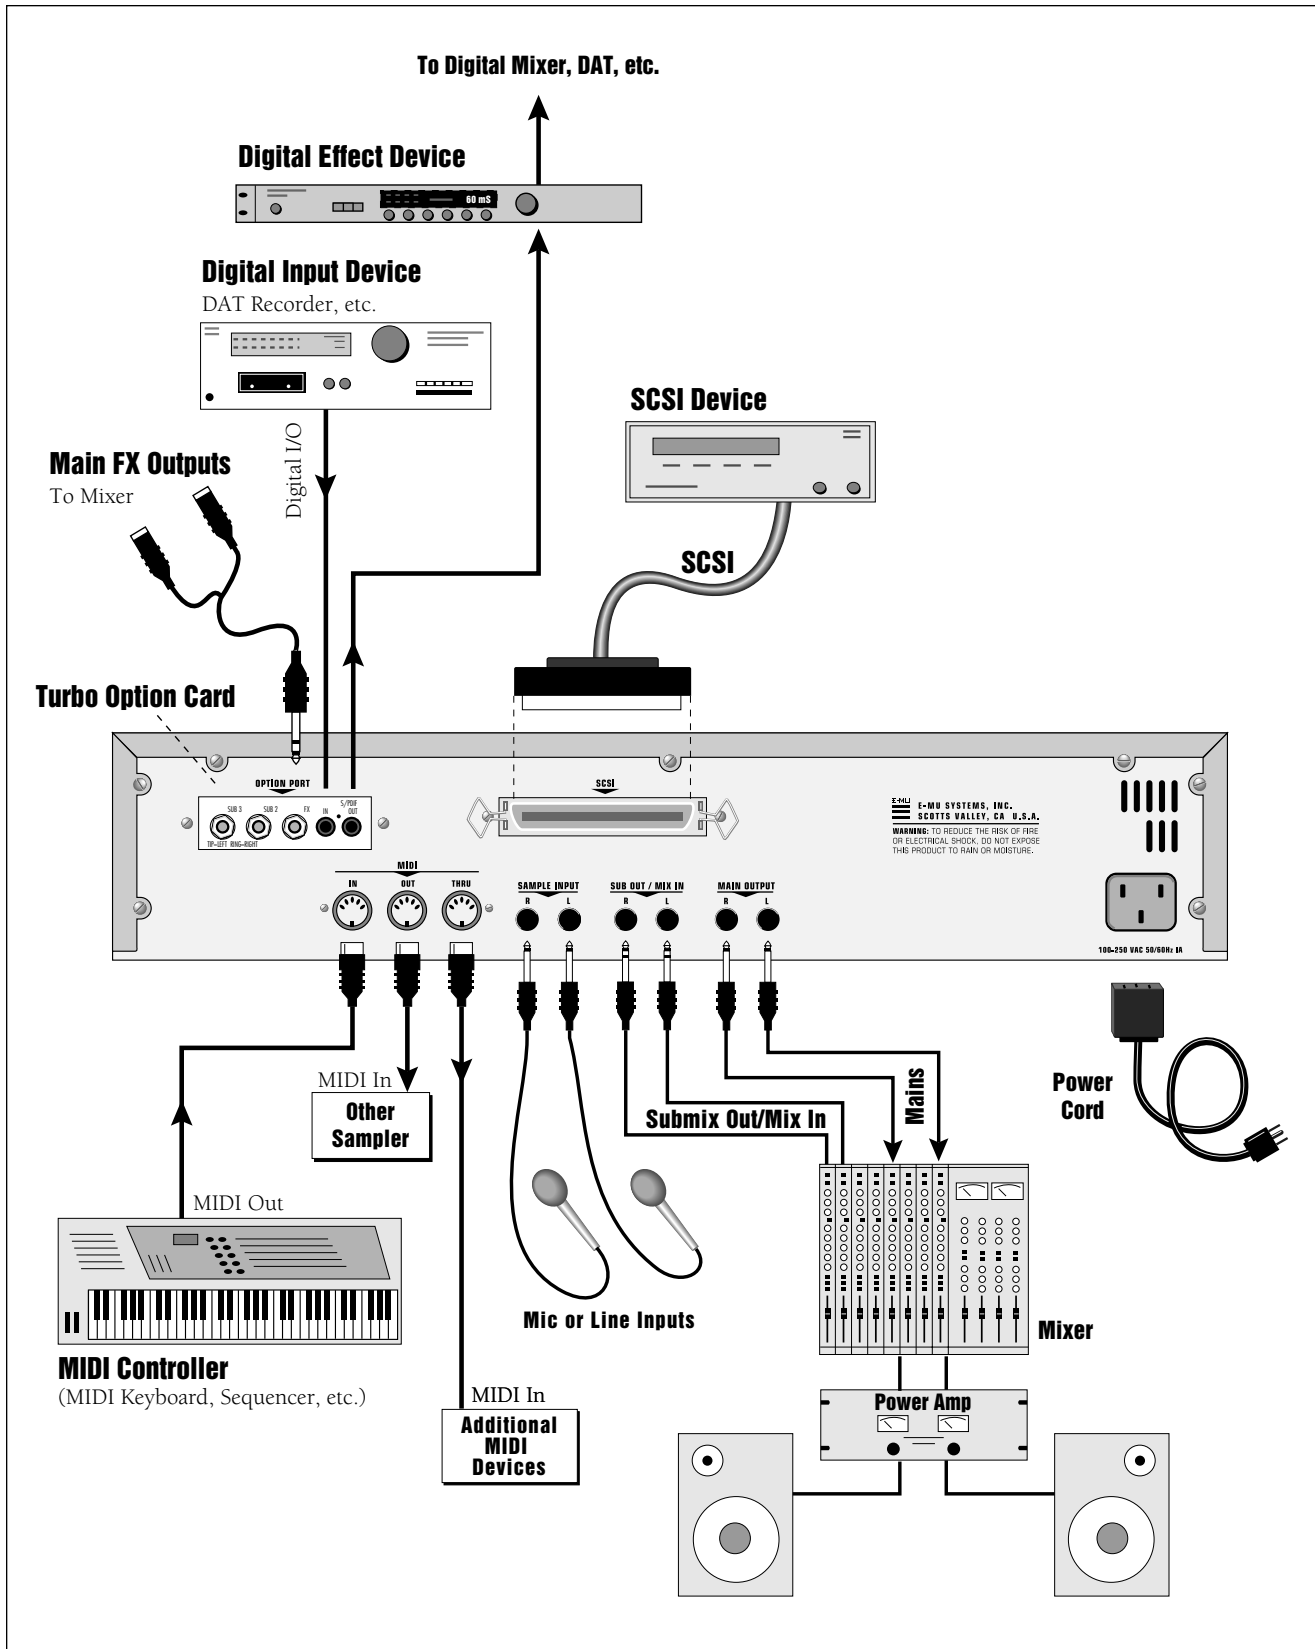 To Digital Mixer, DAT, etc.
Digital Effect Device
60 mS
Digital Input Device
DAT Recorder, etc.
Digital I/O
SCSI Device
Main FX Outputs
To Mixer
SCSI
Turbo Option Card
OPTION PORT
SUB 3
SUB 2
FX
IN
S/PDIF
OUT
TIP-LEFT RING-RIGHT
SCSI
E-MU
E-MU SYSTEMS, INC.
SCOTTS VALLEY, CA U.S.A.
WARNING: TO REDUCE THE RISK OF FIRE
OR ELECTRICAL SHOCK, DO NOT EXPOSE
THIS PRODUCT TO RAIN OR MOISTURE.
MIDI
IN
OUT
THRU
SAMPLE INPUT
R
L
SUB OUT / MIX IN
R
L
MAIN OUTPUT
R
L
100-250 VAC 50/60Hz 1A
MIDI In
Other
Sampler
Submix Out/Mix In
Mains
Power
Cord
MIDI Out
Mic or Line Inputs
Mixer
MIDI Controller
(MIDI Keyboard, Sequencer, etc.)
MIDI In
Additional
MIDI
Devices
Power Amp